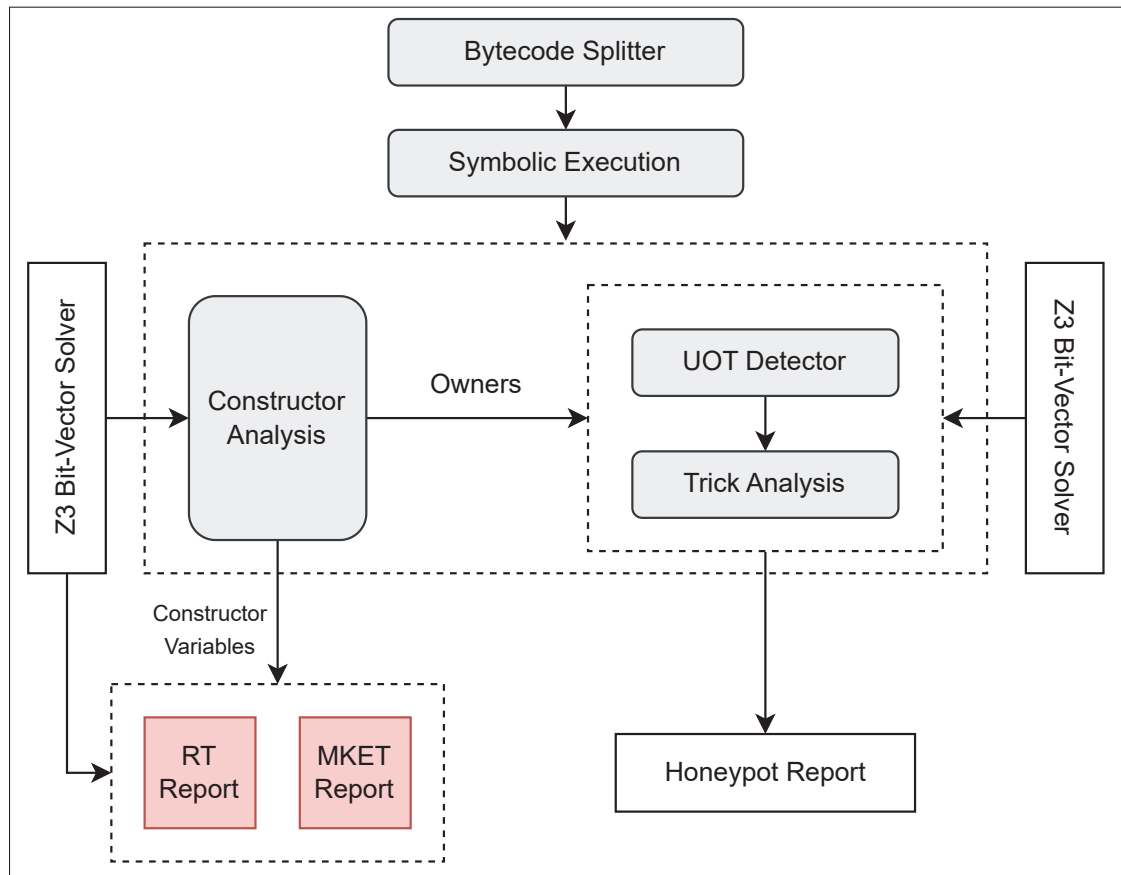 Bytecode Splitter
Symbolic Execution
Z3 Bit-Vector Solver
Constructor
Analysis
Owners
UOT Detector
Trick Analysis
Z3 Bit-Vector Solver
Constructor
Variables
RT
Report
MKET
Report
Honeypot Report